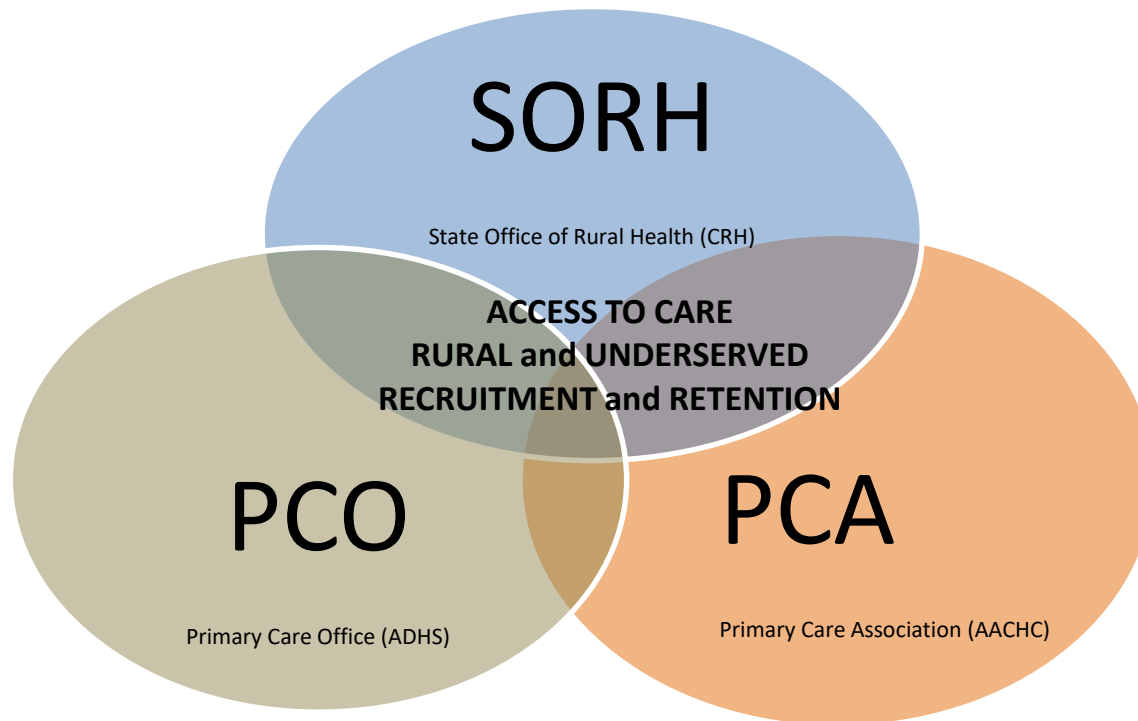 SORH
State Office of Rural Health (CRH)
ACCESS TO CARE
RURAL and UNDERSERVED
RECRUITMENT and RETENTION
PCO
Primary Care Office (ADHS)
PCA
Primary Care Association (AACHC)